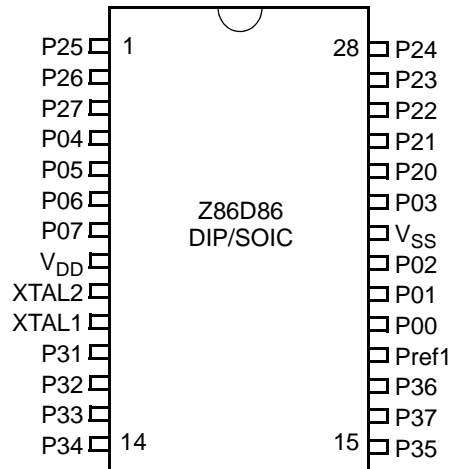 P25 1 28 P24
P26 P23
P27 P22
P04 P21
P05 P20
P06 P03
Z86D86
DIP/SOIC
P07 VSS
VDD P02
XTAL2 P01
XTAL1 P00
P31 Pref1
P32 P36
P33 P37
P34 14 15 P35